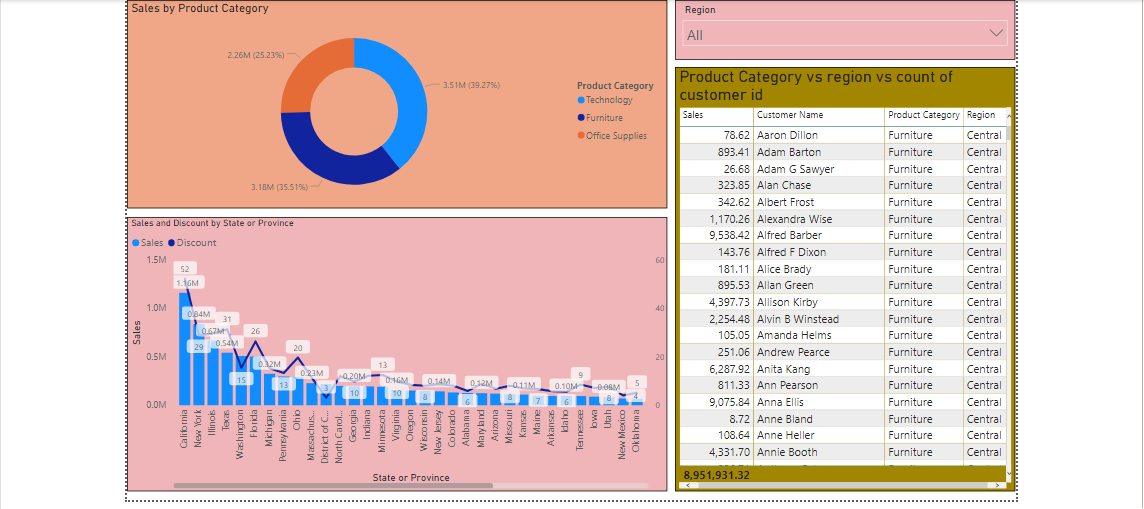 Sales by Product Category
2.26M (25.23%)
3.51M (39.27%)
3.18M (35.51%)
Product Category
Technology
Furniture
Office Supplies
Sales and Discount by State or Province
Sales Discount
1.5M
1.0M
0.5M
0.0M
Sales
60
40
20
0
52
1.16M
0.84M
29
0.67M
31
0.54M
15
26
0.32M
13
20
0.23M
3
0.20M
10
13
0.16M
10
8
0.14M
6
0.12M
8
0.11M
7
0.10M
6
9
0.08M
8
5
4
California
New York
Illinois
Texas
Washington
Florida
Michigan
Pennsylvania
Ohio
Massachus...
District of C...
North Carol...
Georgia
Indiana
Minnesota
Virginia
Oregon
Wisconsin
New Jersey
Colorado
Alabama
Maryland
Arizona
Missouri
Kansas
Maine
Arkansas
Idaho
Tennessee
Iowa
Utah
New Mexico
Oklahoma
State or Province
Region
All
Product Category vs region vs count of
customer id
Sales Customer Name Product Category Region
78.62 Aaron Dillon Furniture Central
893.41 Adam Barton Furniture Central
26.68 Adam G Sawyer Furniture Central
323.85 Alan Chase Furniture Central
342.62 Albert Frost Furniture Central
1,170.26 Alexandra Wise Furniture Central
9,538.42 Alfred Barber Furniture Central
143.76 Alfred F Dixon Furniture Central
181.11 Alice Brady Furniture Central
895.53 Allan Green Furniture Central
4,397.73 Allison Kirby Furniture Central
2,254.48 Alvin B Winstead Furniture Central
105.05 Amanda Helms Furniture Central
251.06 Andrew Pearce Furniture Central
6,287.92 Anita Kang Furniture Central
811.33 Ann Pearson Furniture Central
9,075.84 Anna Ellis Furniture Central
8.72 Anne Bland Furniture Central
108.64 Anne Heller Furniture Central
4,331.70 Annie Booth Furniture Central
8,951,931.32